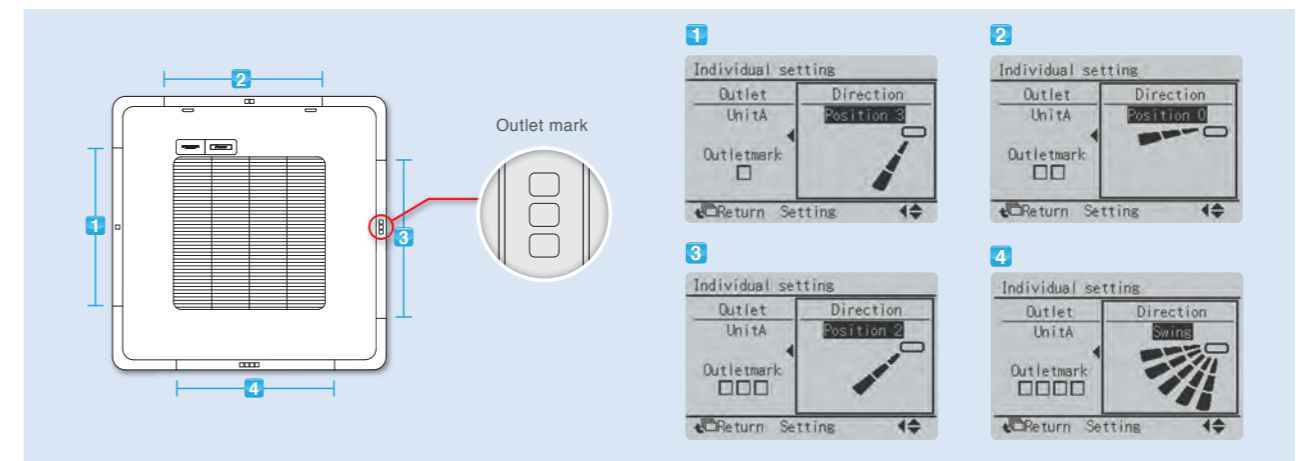 2
1
3
4
Outlet mark
1
Individual setting
Outlet Direction
UnitA Position 3
Outletmark
Return Setting
2
Individual setting
Outlet Direction
UnitA Position 0
Outletmark
Return Setting
3
Individual setting
Outlet Direction
UnitA Position 2
Outletmark
Return Setting
4
Individual setting
Outlet Direction
UnitA Swing
Outletmark
Return Setting